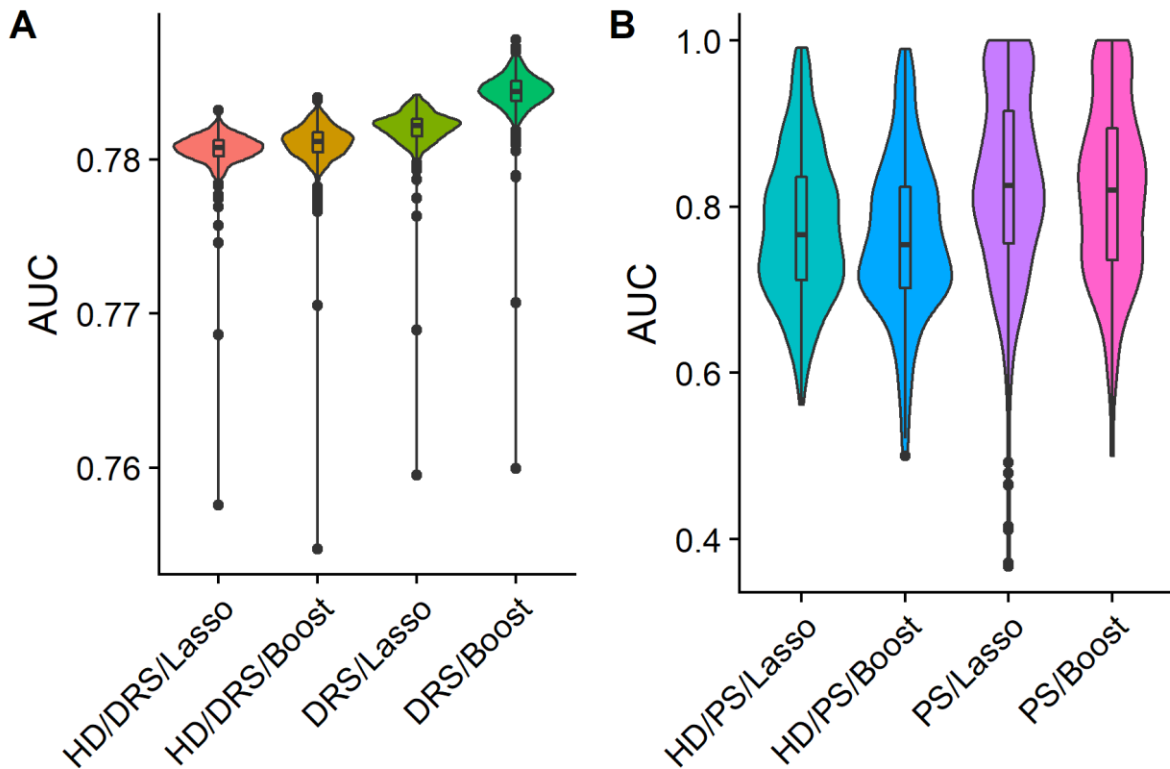 A
AUC
0.78
0.77
0.76
HD/DRS/Lasso
HD/DRS/Boost
DRS/Lasso
DRS/Boost
B
AUC
1.0
0.8
0.6
0.4
HD/PS/Lasso
HD/PS/Boost
PS/Lasso
PS/Boost